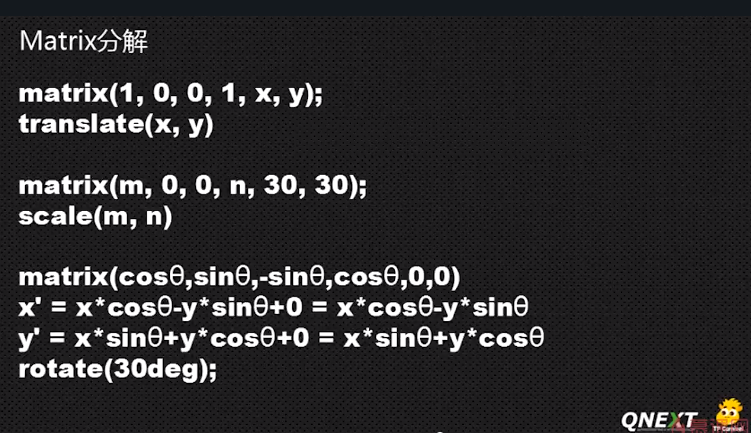 Matrix分解
matrix(1, 0, 0, 1, x, y);
translate(x, y)
matrix(m, 0, 0, n, 30, 30);
scale(m, n)
matrix(cosθ,sinθ,-sinθ,cosθ,0,0)
x' = x*cosθ-y*sinθ+0 = x*cosθ-y*sinθ
y' = x*sinθ+y*cosθ+0 = x*sinθ+y*cosθ
rotate(30deg);
QNEXT